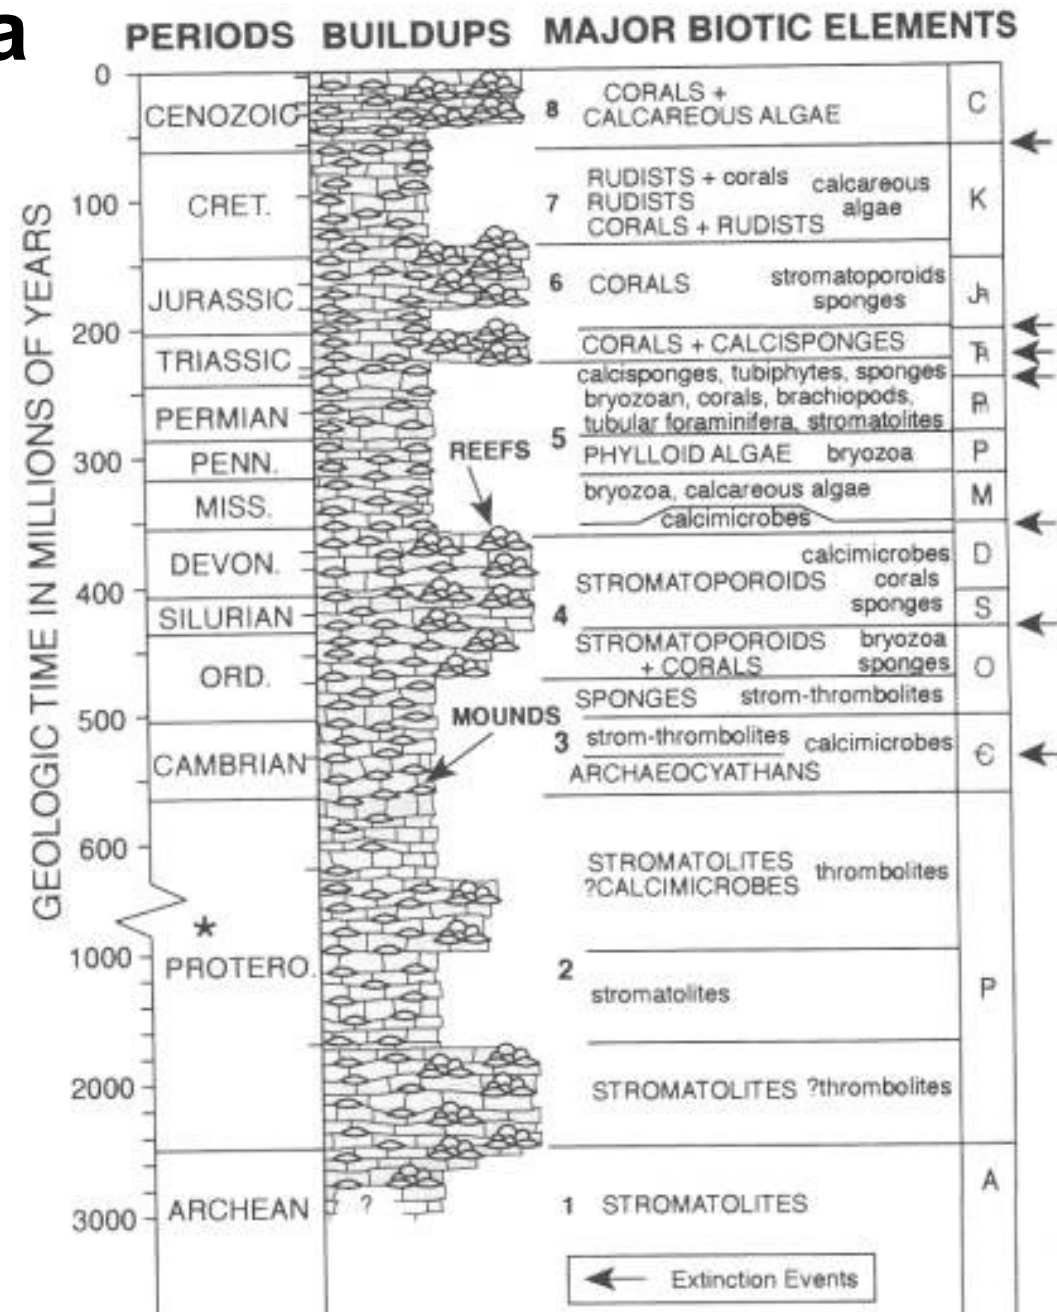 a
PERIODS BUILDUPS MAJOR BIOTIC ELEMENTS
GEOLOGIC TIME IN MILLIONS OF YEARS
0
100
200
300
400
500
600
1000
2000
3000
CENOZOIC
CRET.
JURASSIC
TRIASSIC
PERMIAN
PENN.
MISS.
DEVON.
SILURIAN
ORD.
CAMBRIAN
*
PROTERO.
ARCHEAN
REEFS
MOUNDS
?
8 CORALS +
CALCAREOUS ALGAE
C
RUDISTS + corals calcareous
7 RUDISTS algae
CORALS + RUDISTS
K
6 CORALS stromatoporoids
sponges
JR
CORALS + CALCISPONGES
TR
calcisponges, tubiphytes, sponges
bryozoan, corals, brachiopods,
tubular foraminifera, stromatolites
5
PHYLLOID ALGAE bryozoa
P
bryozoa, calcareous algae
M
calcimicrobes
calcimicrobes
D
STROMATOPOROIDS corals
sponges
S
4
STROMATOPOROIDS bryozoa
+ CORALS sponges
O
SPONGES strom-thrombolites
3 strom-thrombolites calcimicrobes
Є
ARCHAEOCYATHANS
STROMATOLITES thrombolites
?CALCIMICROBES
2
stromatolites
P
STROMATOLITES ?thrombolites
A
1 STROMATOLITES
Extinction Events